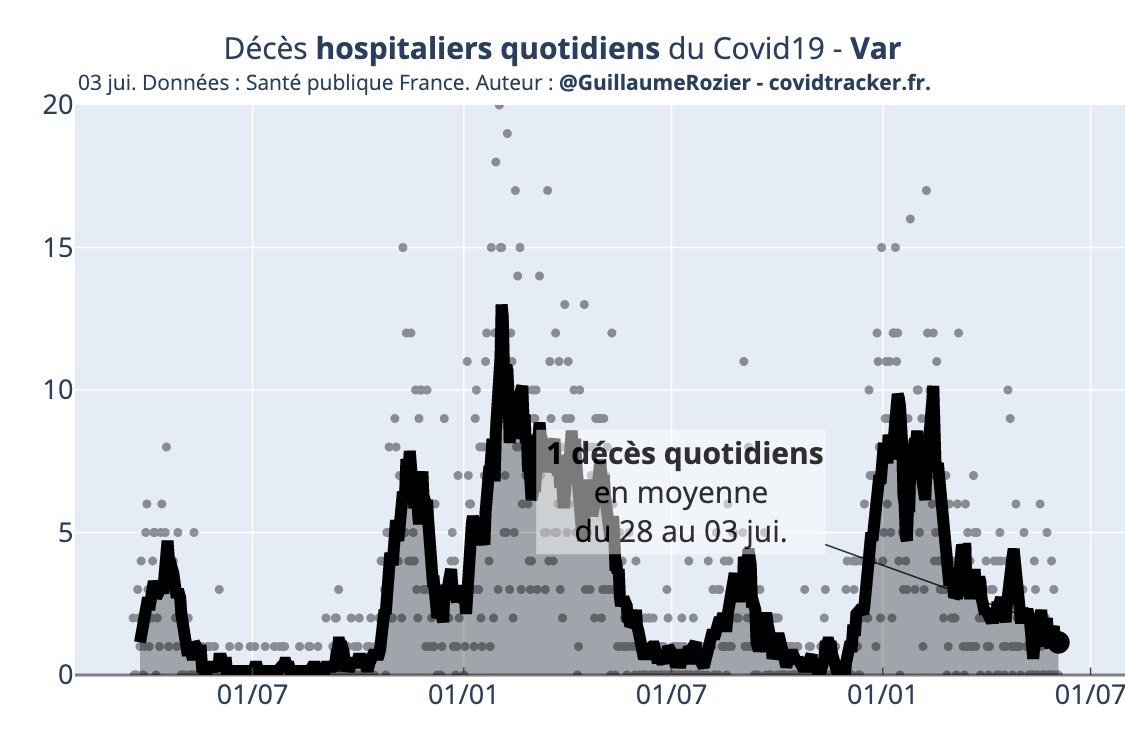 Décès hospitaliers quotidiens du Covid19 - Var
03 jui. Données : Santé publique France. Auteur : @GuillaumeRozier - covidtracker.fr.
20
15
10
5
0
1 décès quotidiens
en moyenne
du 28 au 03 jui.
01/07 01/01 01/07 01/01 01/07